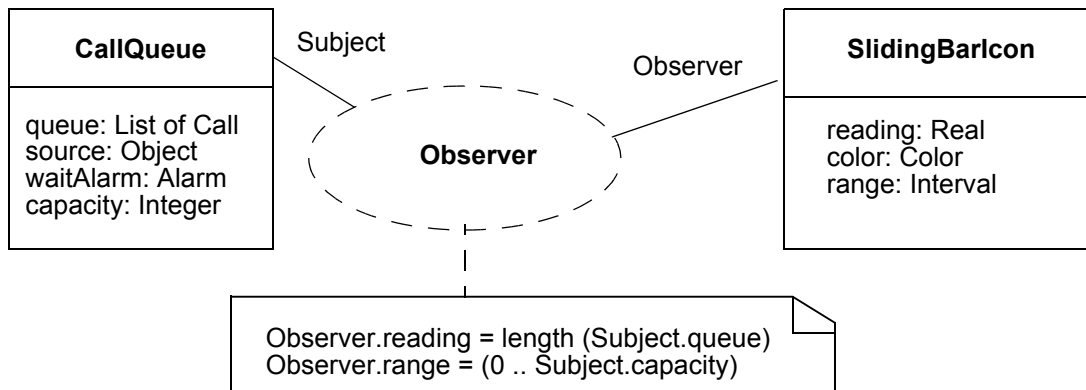 CallQueue
queue: List of Call
source: Object
waitAlarm: Alarm
capacity: Integer
Subject
Observer
Observer
SlidingBarIcon
reading: Real
color: Color
range: Interval
Observer.reading = length (Subject.queue)
Observer.range = (0 .. Subject.capacity)